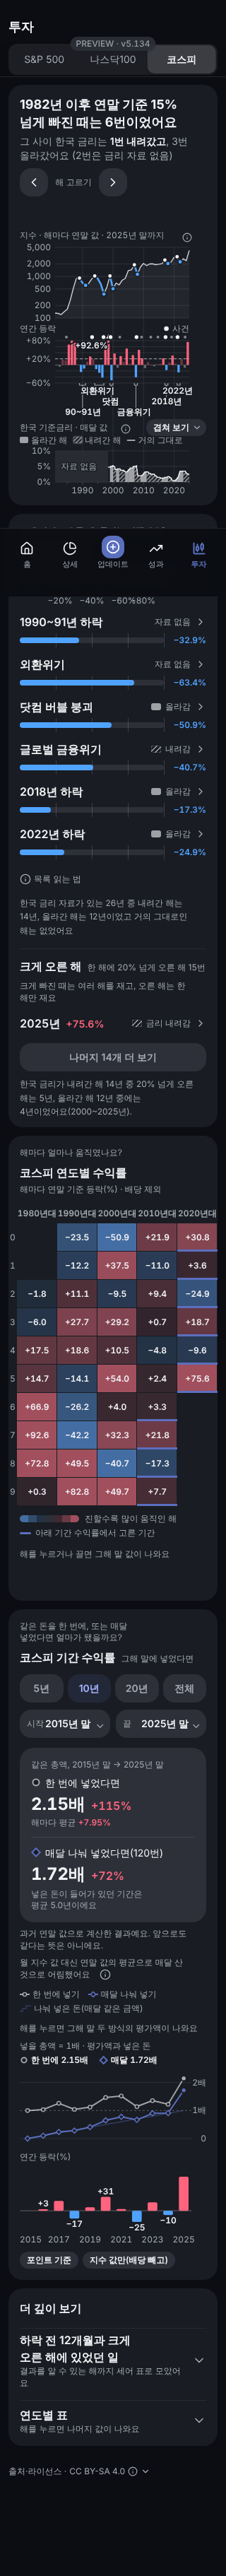 투자
PREVIEW · v5.134
S&P 500
나스닥100
코스피
1982년 이후 연말 기준 15%
넘게 빠진 때는 6번이었어요
그 사이 한국 금리는 1번 내려갔고, 3번
올라갔어요 (2번은 금리 자료 없음)
해 고르기
지수 · 해마다 연말 값 · 2025년 말까지
5,000
2,000
1,000
500
200
100
연간 등락
사건
+80%
+92.6%
+20%
−60%
외환위기
2022년
닷컴
2018년
90~91년
금융위기
한국 기준금리 · 매달 값
겹쳐 보기
올라간 해
내려간 해
거의 그대로
10%
5%
자료 없음
0%
1990
2000
2010
2020
홈
상세
업데이트
성과
투자
−20%
−40%
−60%
−80%
1990~91년 하락
자료 없음
−32.9%
외환위기
자료 없음
−63.4%
닷컴 버블 붕괴
올라감
−50.9%
글로벌 금융위기
내려감
−40.7%
2018년 하락
올라감
−17.3%
2022년 하락
올라감
−24.9%
목록 읽는 법
한국 금리 자료가 있는 26년 중 내려간 해는
14년, 올라간 해는 12년이었고 거의 그대로인
해는 없었어요
크게 오른 해
한 해에 20% 넘게 오른 해 15번
크게 빠진 때는 여러 해를 재고, 오른 해는 한
해만 재요
2025년
+75.6%
금리 내려감
나머지 14개 더 보기
한국 금리가 내려간 해 14년 중 20% 넘게 오른
해는 5년, 올라간 해 12년 중에는
4년이었어요(2000~2025년).
해마다 얼마나 움직였나요?
코스피 연도별 수익률
해마다 연말 기준 등락(%) · 배당 제외
1980년대
1990년대
2000년대
2010년대
2020년대
0 −23.5 −50.9 +21.9 +30.8
1 −12.2 +37.5 −11.0 +3.6
2 −1.8 +11.1 −9.5 +9.4 −24.9
3 −6.0 +27.7 +29.2 +0.7 +18.7
4 +17.5 +18.6 +10.5 −4.8 −9.6
5 +14.7 −14.1 +54.0 +2.4 +75.6
6 +66.9 −26.2 +4.0 +3.3
7 +92.6 −42.2 +32.3 +21.8
8 +72.8 +49.5 −40.7 −17.3
9 +0.3 +82.8 +49.7 +7.7
진할수록 많이 움직인 해
아래 기간 수익률에서 고른 기간
해를 누르거나 끌면 그해 말 값이 나와요
같은 돈을 한 번에, 또는 매달
넣었다면 얼마가 됐을까요?
코스피 기간 수익률
그해 말에 넣었다면
5년
10년
20년
전체
시작
2015년 말
끝
2025년 말
같은 총액, 2015년 말 → 2025년 말
한 번에 넣었다면
2.15배 +115%
해마다 평균 +7.95%
매달 나눠 넣었다면(120번)
1.72배 +72%
넣은 돈이 들어가 있던 기간은
평균 5.0년이에요
과거 연말 값으로 계산한 결과예요. 앞으로도
같다는 뜻은 아니에요.
월 지수 값 대신 연말 값의 평균으로 매달 산
것으로 어림했어요
한 번에 넣기
매달 나눠 넣기
나눠 넣은 돈(매달 같은 금액)
해를 누르면 그해 말 두 방식의 평가액이 나와요
넣을 총액 = 1배 · 평가액과 넣은 돈
한 번에 2.15배
매달 1.72배
2배
1배
0
연간 등락(%)
+3
−17
+31
−25
−10
2015
2017
2019
2021
2023
2025
포인트 기준
지수 값만(배당 빼고)
더 깊이 보기
하락 전 12개월과 크게
오른 해에 있었던 일
결과를 알 수 있는 해까지 세어 표로 모았어
요
연도별 표
해를 누르면 나머지 값이 나와요
출처·라이선스 · CC BY-SA 4.0